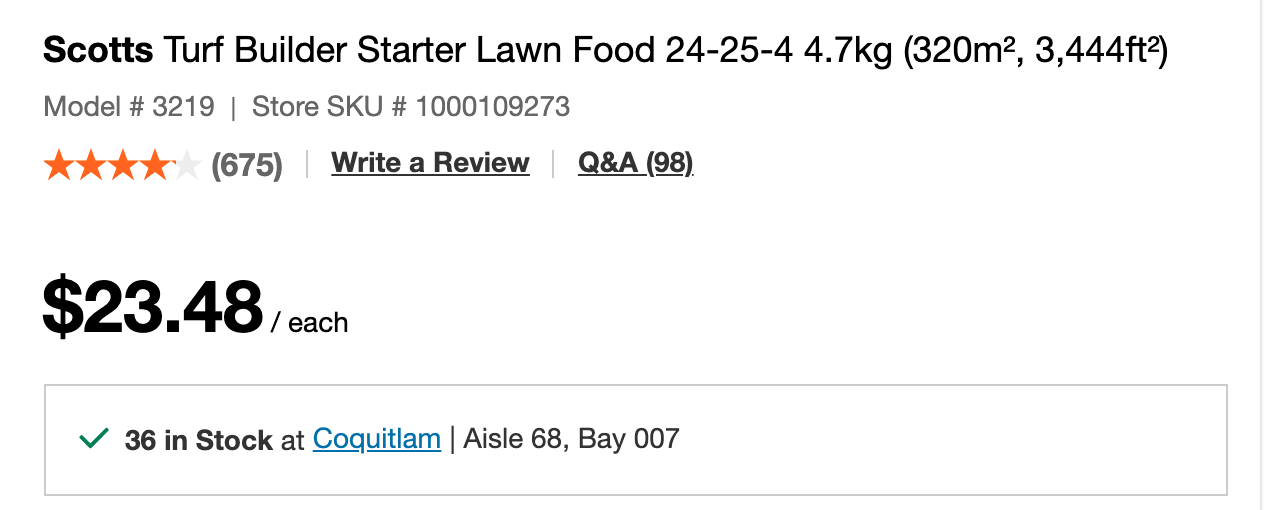 Scotts Turf Builder Starter Lawn Food 24-25-4 4.7kg (320m², 3,444ft²)
Model # 3219 | Store SKU # 1000109273
(675) | Write a Review | Q&A (98)
$23.48 / each
36 in Stock at Coquitlam | Aisle 68, Bay 007